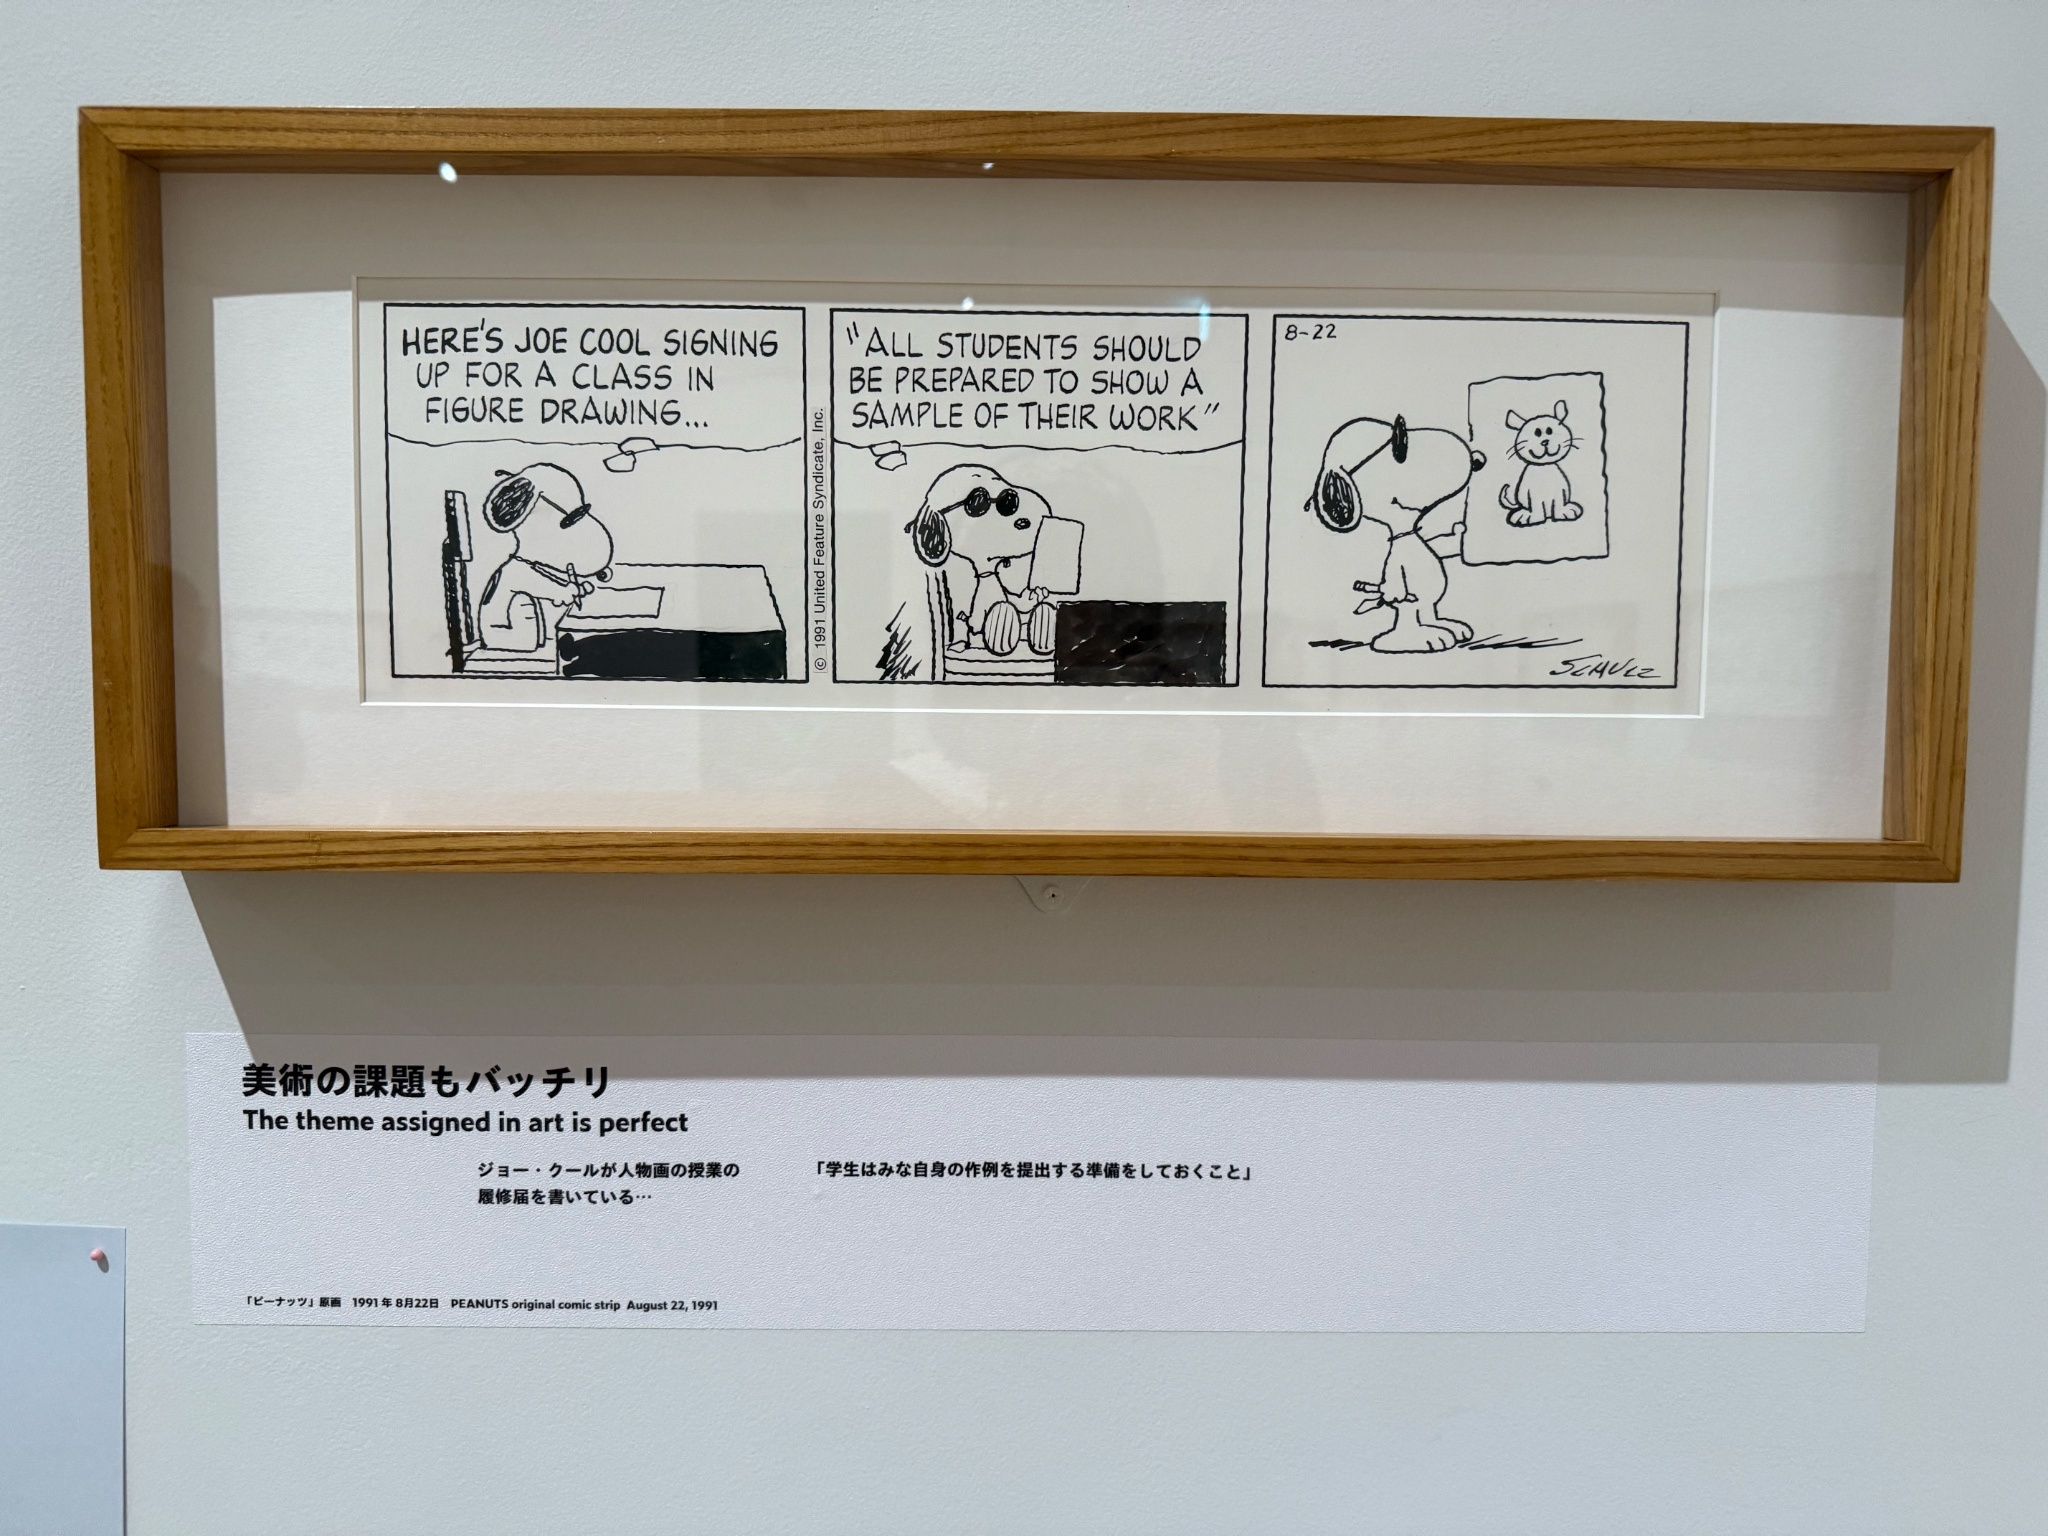 HERE'S JOE COOL SIGNING
UP FOR A CLASS IN
FIGURE DRAWING...
© 1991 United Feature Syndicate, Inc.
"ALL STUDENTS SHOULD
BE PREPARED TO SHOW A
SAMPLE OF THEIR WORK"
8-22
SCHULZ
美術の課題もバッチリ
The theme assigned in art is perfect
ジョー・クールが人物画の授業の
履修届を書いている…
「学生はみな自身の作例を提出する準備をしておくこと」
「ピーナッツ」原画 1991年8月22日 PEANUTS original comic strip August 22, 1991